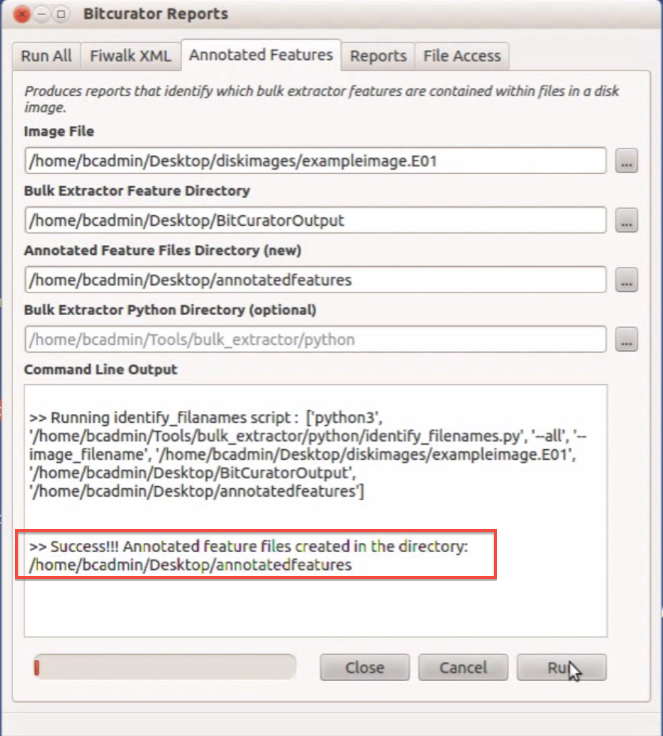 Bitcurator Reports
Run All Fiwalk XML Annotated Features Reports File Access
Produces reports that identify which bulk extractor features are contained within files in a disk
image.
Image File
/home/bcadmin/Desktop/diskimages/exampleimage.E01
...
Bulk Extractor Feature Directory
/home/bcadmin/Desktop/BitCuratorOutput
...
Annotated Feature Files Directory (new)
/home/bcadmin/Desktop/annotatedfeatures
...
Bulk Extractor Python Directory (optional)
/home/bcadmin/Tools/bulk_extractor/python
...
Command Line Output
>> Running identify_filanames script : ['python3',
'/home/bcadmin/Tools/bulk_extractor/python/identify_filenames.py', '--all', '--
image_filename', '/home/bcadmin/Desktop/diskimages/exampleimage.E01',
'/home/bcadmin/Desktop/BitCuratorOutput',
'/home/bcadmin/Desktop/annotatedfeatures']
>> Success!!! Annotated feature files created in the directory:
/home/bcadmin/Desktop/annotatedfeatures
Close Cancel Run